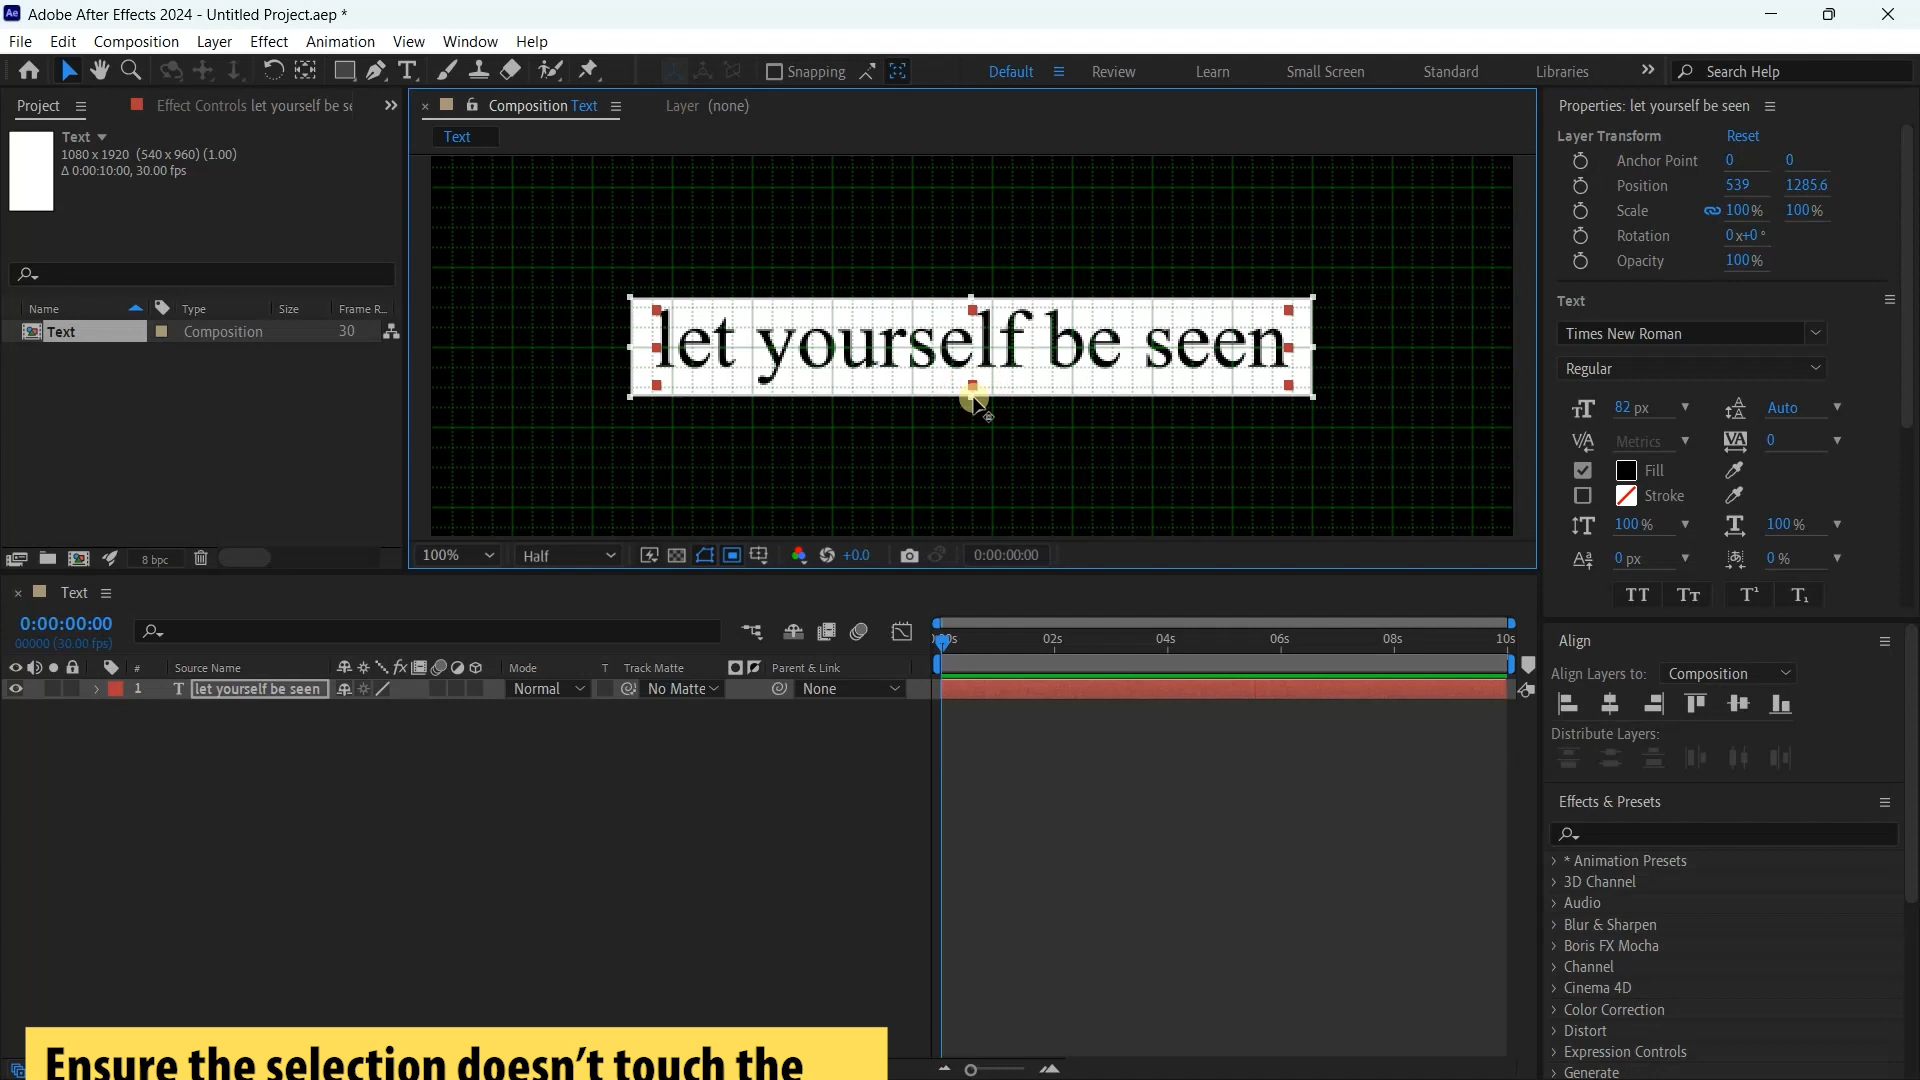 Ae Adobe After Effects 2024 - Untitled Project.aep *
File Edit Composition Layer Effect Animation View Window Help
Snapping Default Review Learn Small Screen Standard Libraries Search Help
Project Effect Controls let yourself be se
Composition Text Layer (none)
Text
Text
1080 x 1920 (540 x 960) (1.00)
Δ 0:00:10:00, 30.00 fps
Name Type Size Frame R...
Text Composition 30
8 bpc
let yourself be seen
100% Half +0.0 0:00:00:00
Properties: let yourself be seen
Layer Transform Reset
Anchor Point 0 0
Position 539 1285.6
Scale 100% 100%
Rotation 0x+0°
Opacity 100%
Text
Times New Roman
Regular
82 px Auto
Metrics 0
Fill
Stroke
100% 100%
0 px 0%
TT TT T¹ T₁
Text
0:00:00:00
00000 (30.00 fps)
# Source Name fx Mode T Track Matte Parent & Link
1 T let yourself be seen Normal No Matte None
02s 04s 06s 08s 10s
Align
Align Layers to: Composition
Distribute Layers:
Effects & Presets
* Animation Presets
3D Channel
Audio
Blur & Sharpen
Boris FX Mocha
Channel
Cinema 4D
Color Correction
Distort
Expression Controls
Generate
Ensure the selection doesn't touch the